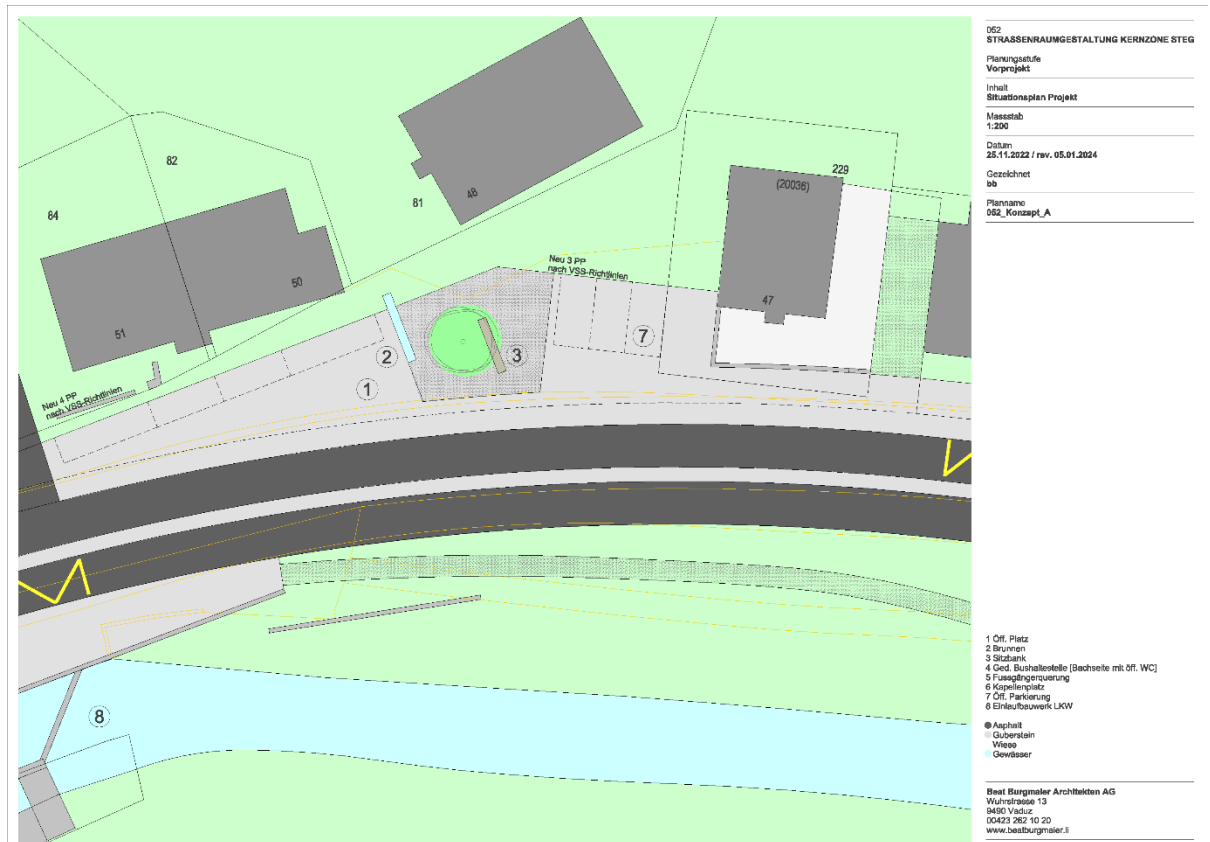 052
STRASSENRAUMGESTALTUNG KERNZONE STEG
Planungsstufe
Vorprojekt
Inhalt
Situationsplan Projekt
Massstab
1:200
Datum
25.11.2022 / rev. 05.01.2024
Gezeichnet
bb
Planname
052_Konzept_A
82
84
81
48
229
(20036)
50
51
47
Neu 3 PP
nach VSS-Richtlinien
Neu 4 PP
nach VSS-Richtlinien
7
2
3
1
8
1 Öff. Platz
2 Brunnen
3 Sitzbank
4 Ged. Bushaltestelle [Bachseite mit öff. WC]
5 Fussgängerquerung
6 Kapellenplatz
7 Öff. Parkierung
8 Einlaufbauwerk LKW
Asphalt
Guberstein
Wiese
Gewässer
Beat Burgmaier Architekten AG
Wuhrstrasse 13
9490 Vaduz
00423 262 10 20
www.beatburgmaier.li